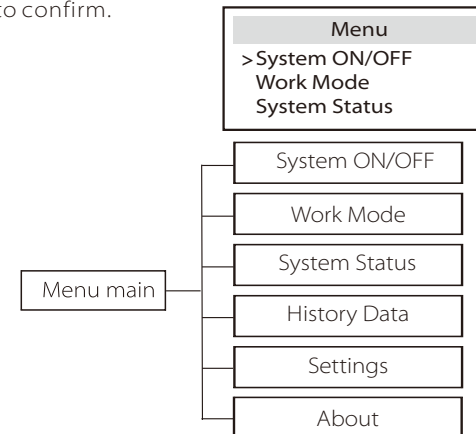 to confirm.
Menu
>System ON/OFF
Work Mode
System Status
System ON/OFF
Work Mode
System Status
Menu main
History Data
Settings
About